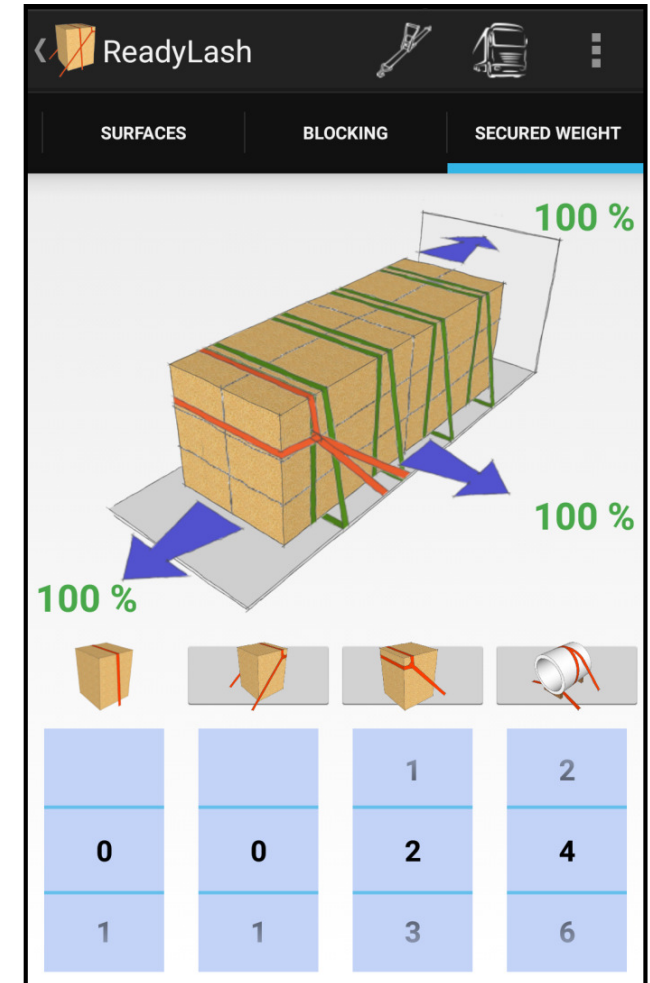 ReadyLash
SURFACES BLOCKING SECURED WEIGHT
100 %
100 %
100 %
1 2
0 0 2 4
1 1 3 6